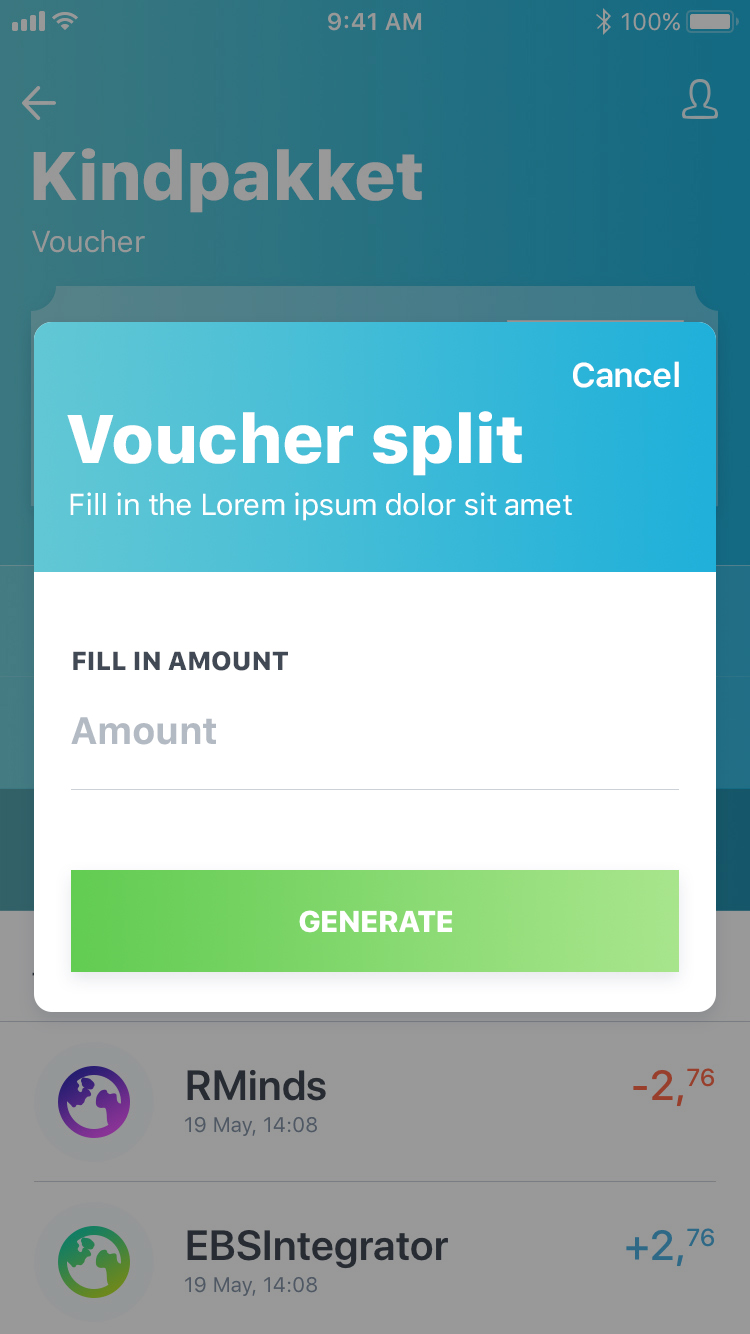 9:41 AM
100%
Kindpakket
Voucher
Cancel
Voucher split
Fill in the Lorem ipsum dolor sit amet
FILL IN AMOUNT
Amount
GENERATE
RMinds
-2,76
19 May, 14:08
EBSIntegrator
+2,76
19 May, 14:08